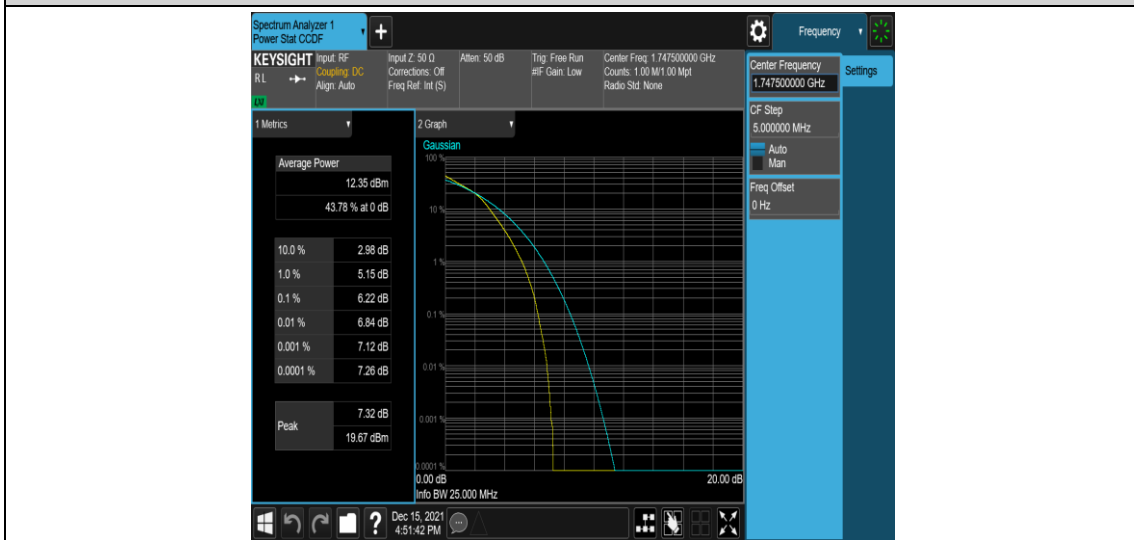 Spectrum Analyzer 1
Power Stat CCDF
+
Frequency
KEYSIGHT
RL
LXI
Input: RF
Coupling: DC
Align: Auto
Input Z: 50 Ω
Corrections: Off
Freq Ref: Int (S)
Atten: 50 dB
Trig: Free Run
#IF Gain: Low
Center Freq: 1.747500000 GHz
Counts: 1.00 M/1.00 Mpt
Radio Std: None
Center Frequency
1.747500000 GHz
Settings
CF Step
5.000000 MHz
Auto
Man
Freq Offset
0 Hz
1 Metrics
Average Power
12.35 dBm
43.78 % at 0 dB
10.0 % 2.98 dB
1.0 % 5.15 dB
0.1 % 6.22 dB
0.01 % 6.84 dB
0.001 % 7.12 dB
0.0001 % 7.26 dB
Peak
7.32 dB
19.67 dBm
2 Graph
Gaussian
100 %
10 %
1 %
0.1 %
0.01 %
0.001 %
0.0001 %
0.00 dB 20.00 dB
Info BW 25.000 MHz
?
Dec 15, 2021
4:51:42 PM